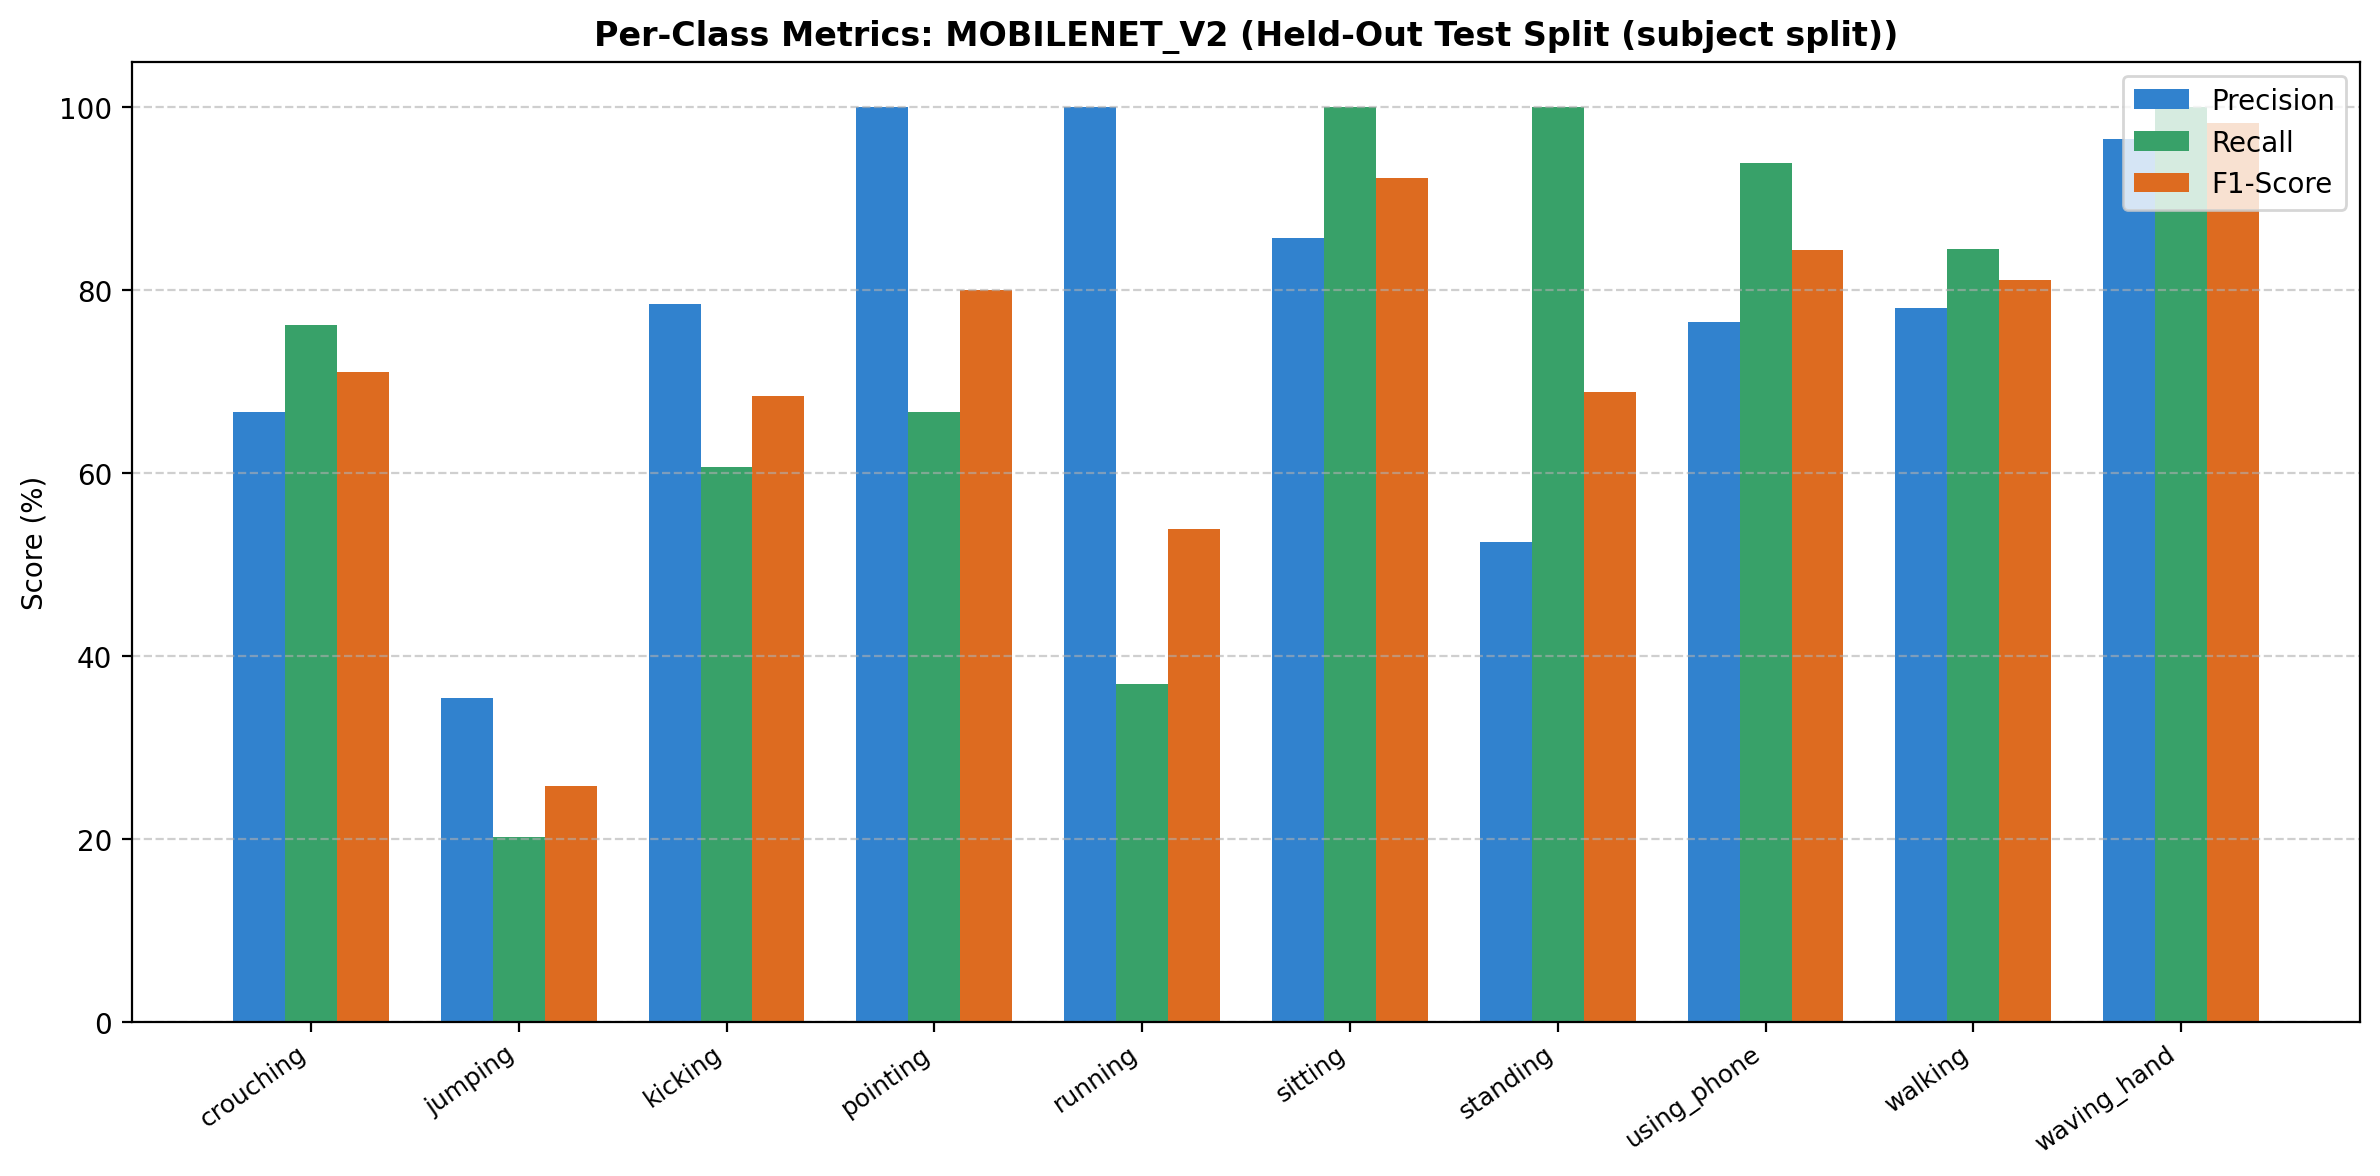 Per-Class Metrics: MOBILENET_V2 (Held-Out Test Split (subject split))
Precision
Recall
F1-Score
Score (%)
100
80
60
40
20
0
crouching
jumping
kicking
pointing
running
sitting
standing
using_phone
walking
waving_hand